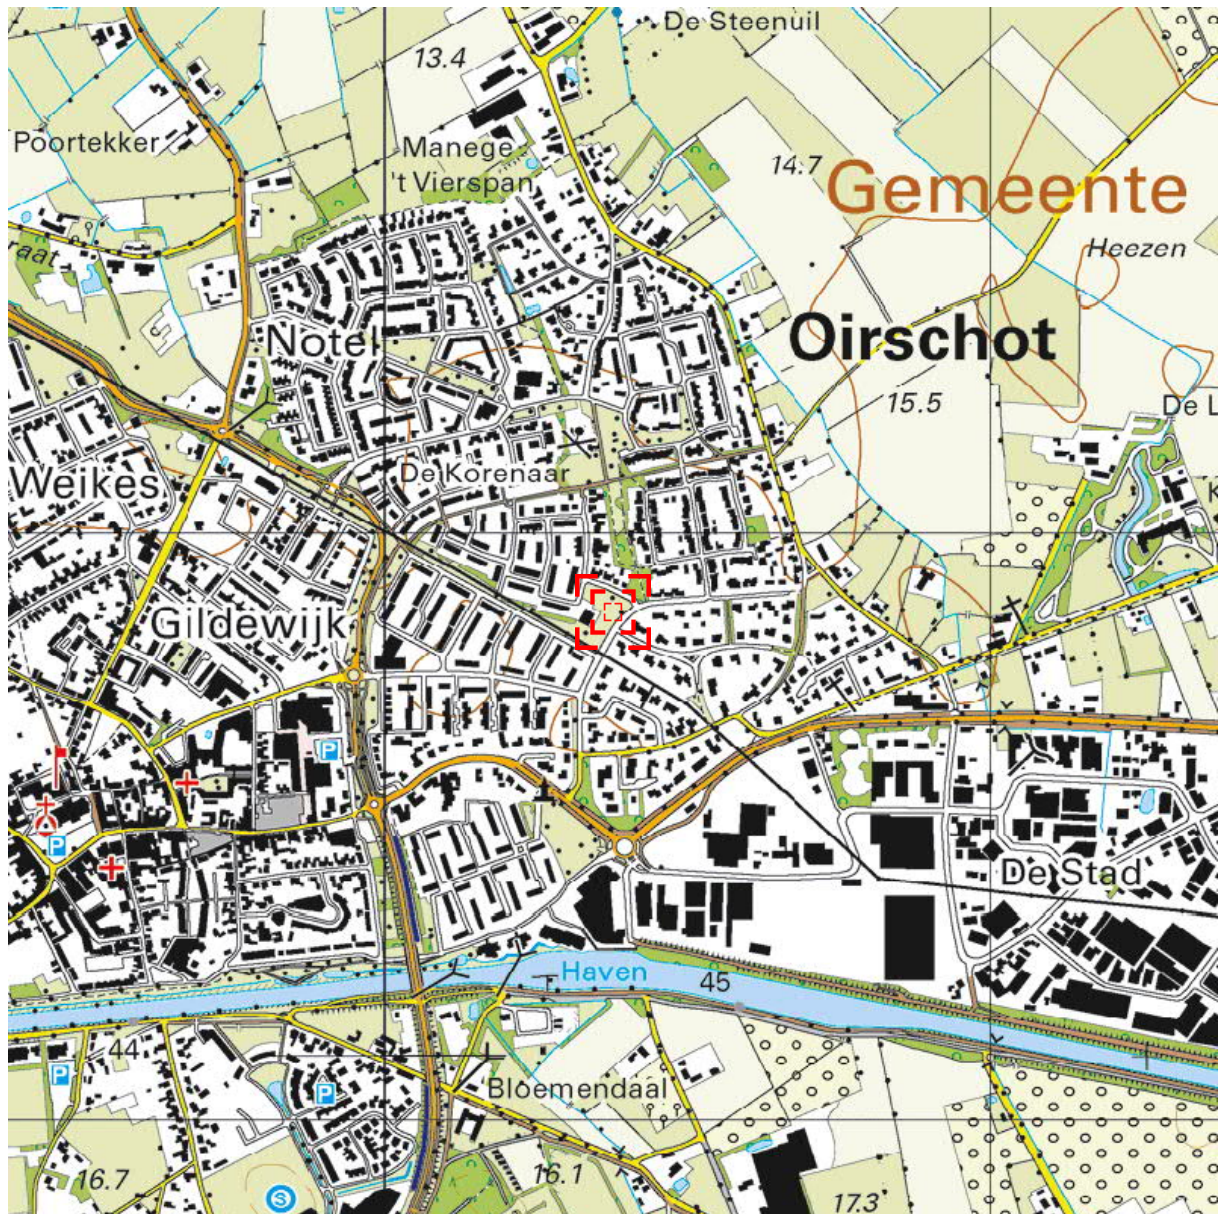 De Steenuil
13.4
Poortekker
Manege
't Vierspan
14.7
Gemeente
raat
Heezen
Notel
Oirschot
15.5
De L
Weikes
De Korenaar
K
Gildewijk
P
P
De Stad
Haven
45
44
P
P
Bloemendaal
16.7
16.1
S
17.3